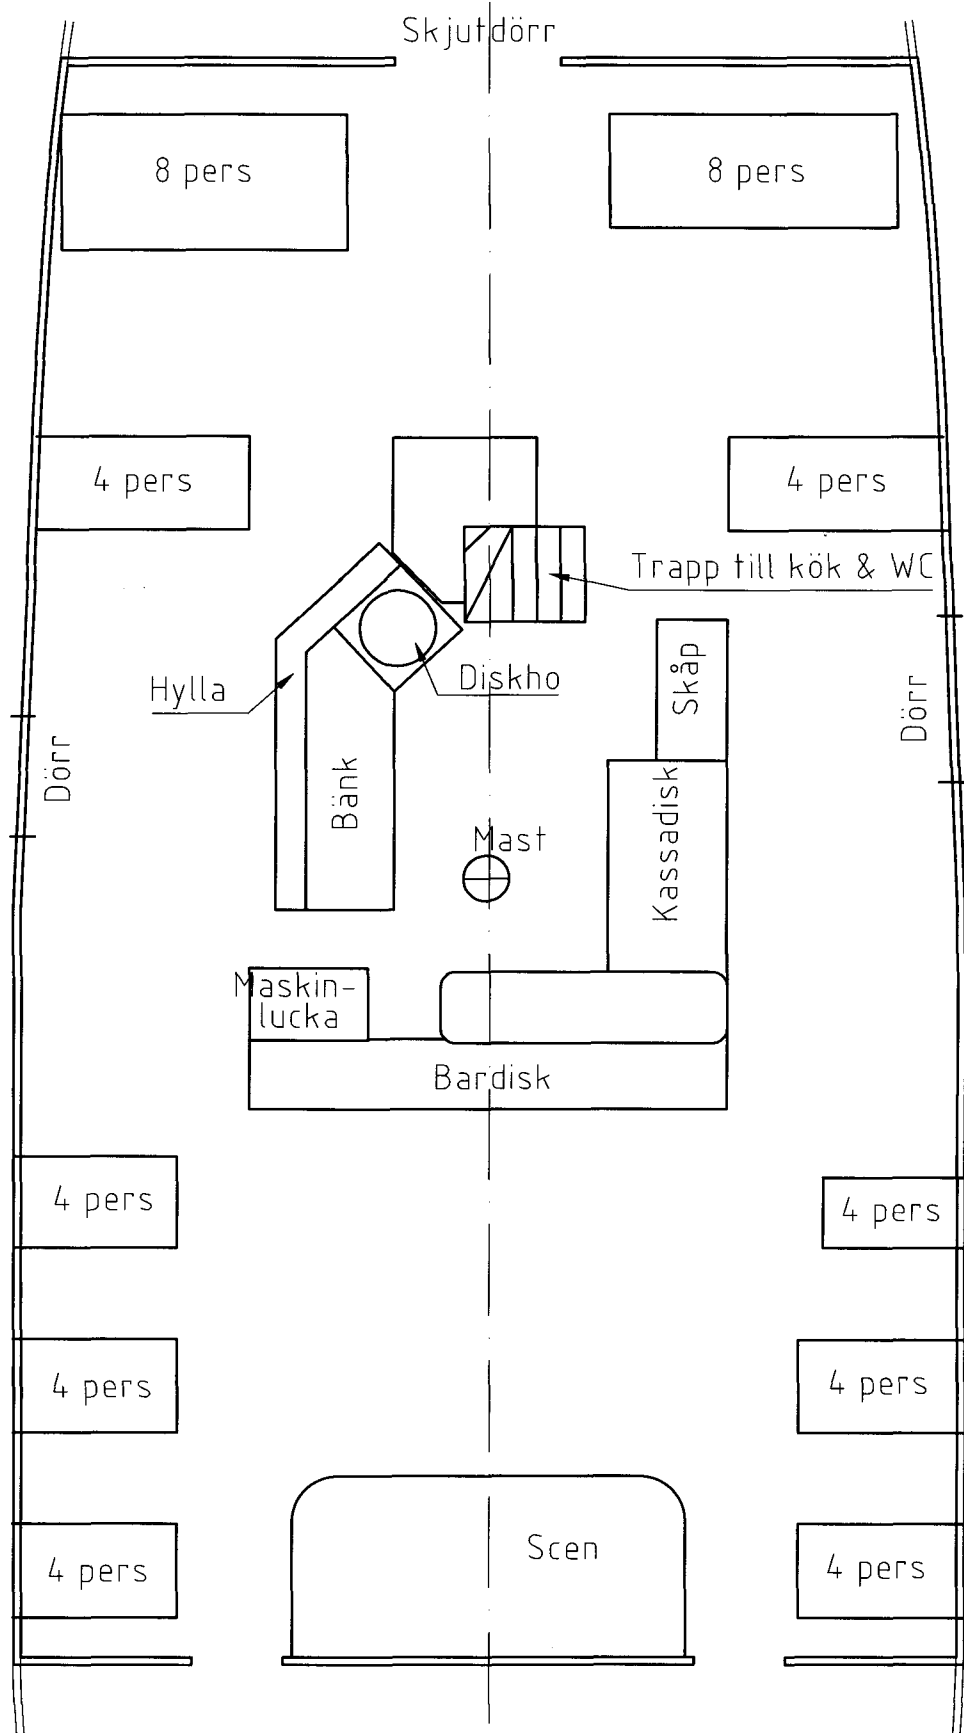 Skjutdörr
8 pers
8 pers
4 pers
4 pers
Trapp till kök & WC
Skåp
Diskho
Hylla
Dörr
Dörr
Bänk
Mast
Kassadisk
Maskin-
lucka
Bardisk
4 pers
4 pers
4 pers
4 pers
Scen
4 pers
4 pers